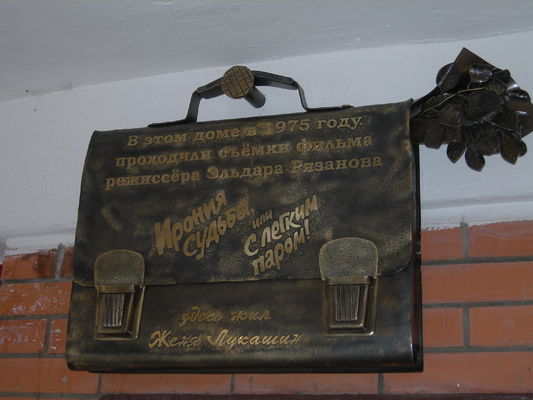 В этом доме в 1975 году
проходили съёмки фильма
режиссёра Эльдара Рязанова
Ирония
Судьбы,
или
С лёгким
паром!
здесь жил
Женя Лукашин